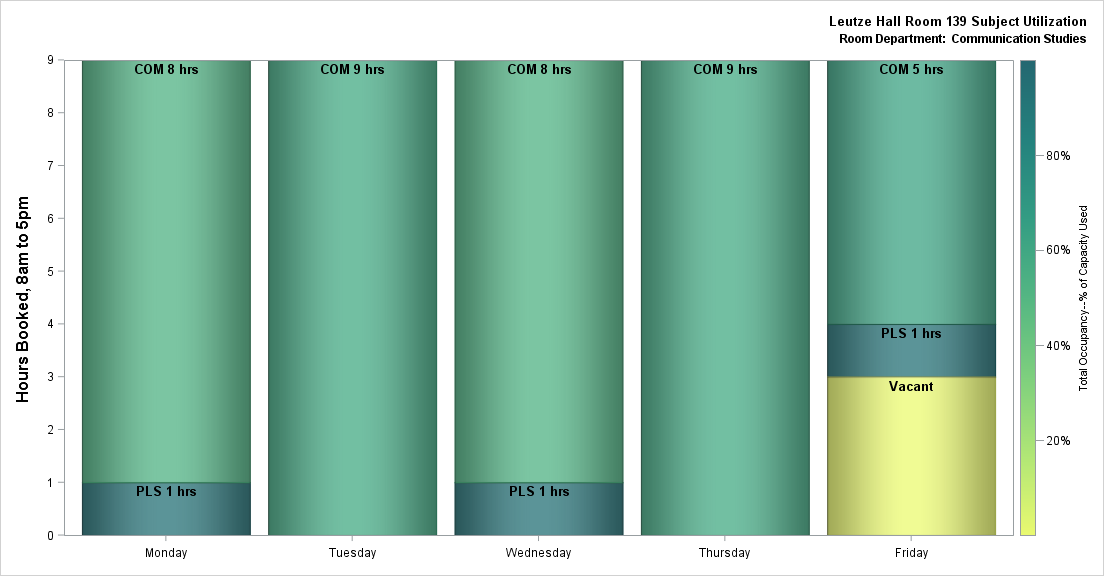 Leutze Hall Room 139 Subject Utilization
Room Department: Communication Studies
Hours Booked, 8am to 5pm
9
8
7
6
5
4
3
2
1
0
COM 8 hrs
PLS 1 hrs
COM 9 hrs
COM 8 hrs
PLS 1 hrs
COM 9 hrs
COM 5 hrs
PLS 1 hrs
Vacant
Monday
Tuesday
Wednesday
Thursday
Friday
80%
60%
40%
20%
Total Occupancy--% of Capacity Used